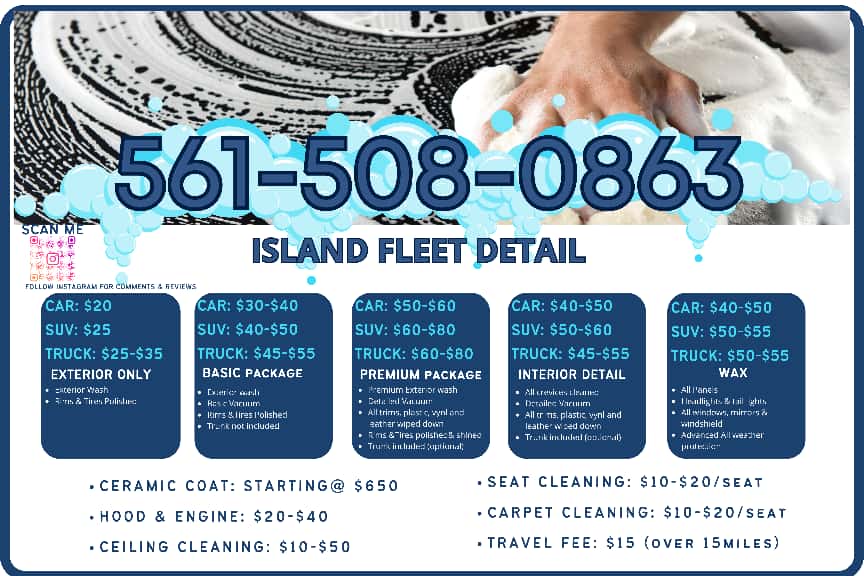 561-508-0863
SCAN ME
ISLAND FLEET DETAIL
FOLLOW INSTAGRAM FOR COMMENTS & REVIEWS
CAR: $20
SUV: $25
TRUCK: $25-$35
EXTERIOR ONLY
• Exterior Wash
• Rims & Tires Polished
CAR: $30-$40
SUV: $40-$50
TRUCK: $45-$55
BASIC PACKAGE
• Exterior wash
• Basic Vacuum
• Rims & Tires Polished
• Trunk not included
CAR: $50-$60
SUV: $60-$80
TRUCK: $60-$80
PREMIUM PACKAGE
• Premium Exterior wash
• Detailed Vacuum
• All trims, plastic, vynl and
leather wiped down
• Rims & Tires polished & shined
• Trunk included (optional)
CAR: $40-$50
SUV: $50-$60
TRUCK: $45-$55
INTERIOR DETAIL
• All crevices cleaned
• Detailed Vacuum
• All trims, plastic, vynl and
leather wiped down
• Trunk included (optional)
CAR: $40-$50
SUV: $50-$55
TRUCK: $50-$55
WAX
• All Panels
• Headlights & tail lights
• All windows, mirrors &
windshield
• Advanced All weather
protection
• CERAMIC COAT: STARTING@ $650
• HOOD & ENGINE: $20-$40
• CEILING CLEANING: $10-$50
• SEAT CLEANING: $10-$20/SEAT
• CARPET CLEANING: $10-$20/SEAT
• TRAVEL FEE: $15 (OVER 15MILES)